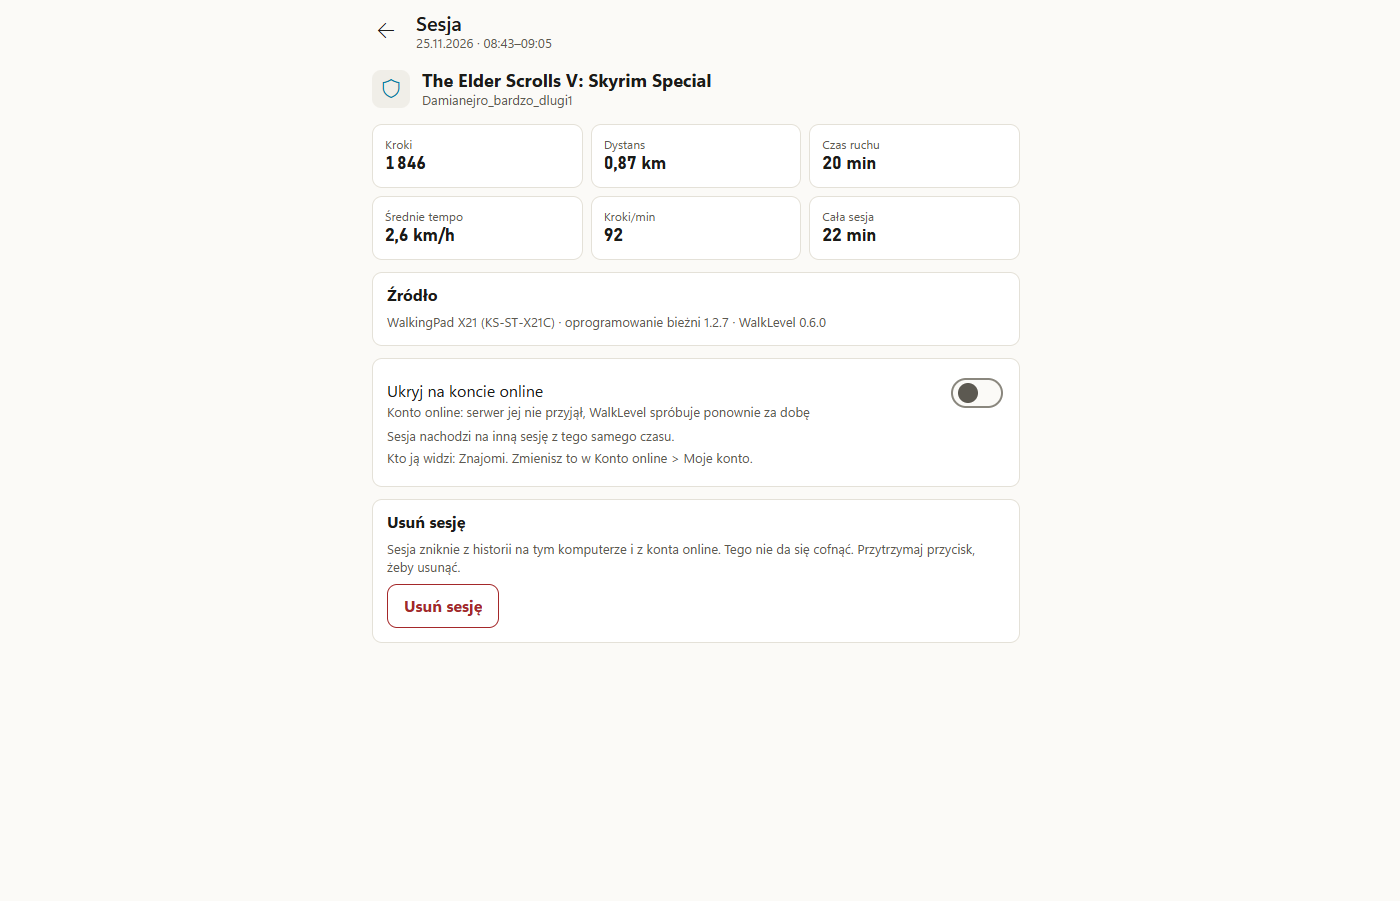 Sesja
25.11.2026 · 08:43–09:05
The Elder Scrolls V: Skyrim Special
Damianejro_bardzo_dlugi1
Kroki
1 846
Dystans
0,87 km
Czas ruchu
20 min
Średnie tempo
2,6 km/h
Kroki/min
92
Cała sesja
22 min
Źródło
WalkingPad X21 (KS-ST-X21C) · oprogramowanie bieżni 1.2.7 · WalkLevel 0.6.0
Ukryj na koncie online
Konto online: serwer jej nie przyjął, WalkLevel spróbuje ponownie za dobę
Sesja nachodzi na inną sesję z tego samego czasu.
Kto ją widzi: Znajomi. Zmienisz to w Konto online > Moje konto.
Usuń sesję
Sesja zniknie z historii na tym komputerze i z konta online. Tego nie da się cofnąć. Przytrzymaj przycisk,
żeby usunąć.
Usuń sesję